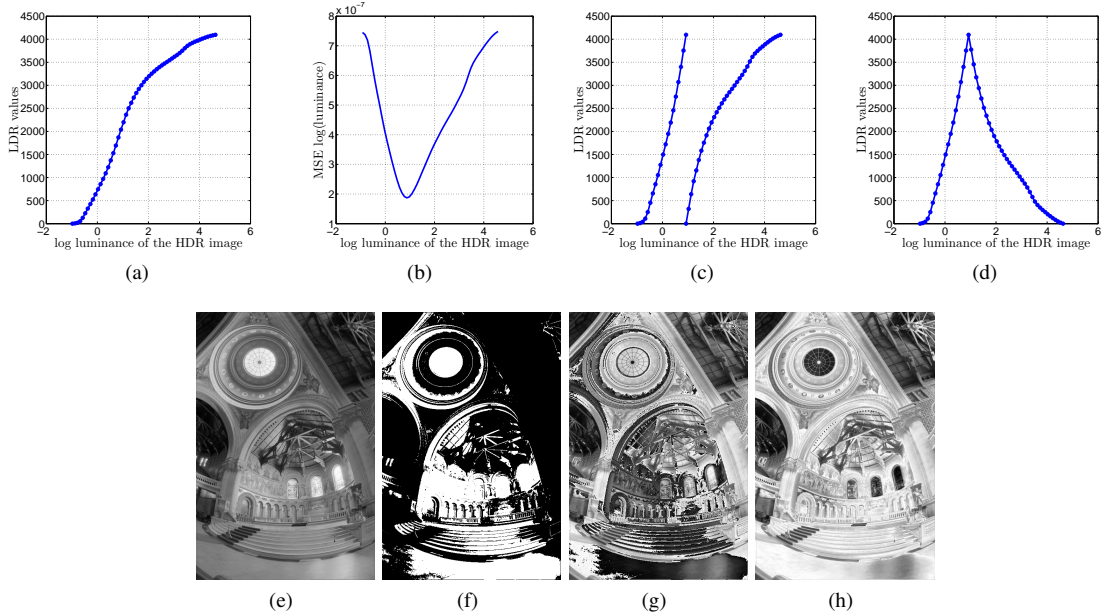 4500
4000
3500
3000
2500
2000
1500
1000
500
0
−2 0 2 4 6
LDR values
log luminance of the HDR image
(a)
x 10⁻⁷
8
7
6
5
4
3
2
1
−2 0 2 4 6
MSE log(luminance)
log luminance of the HDR image
(b)
4500
4000
3500
3000
2500
2000
1500
1000
500
0
−2 0 2 4 6
LDR values
log luminance of the HDR image
(c)
4500
4000
3500
3000
2500
2000
1500
1000
500
0
−2 0 2 4 6
LDR values
log luminance of the HDR image
(d)
(e) (f) (g) (h)